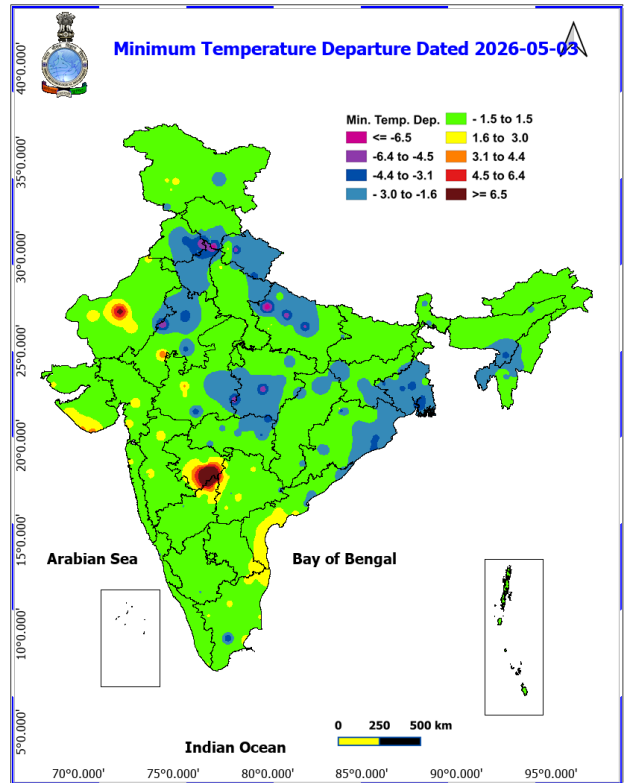 Minimum Temperature Departure Dated 2026-05-03
Min. Temp. Dep.
<= -6.5
-6.4 to -4.5
-4.4 to -3.1
- 3.0 to -1.6
- 1.5 to 1.5
1.6 to 3.0
3.1 to 4.4
4.5 to 6.4
>= 6.5
40°0.000'
35°0.000'
30°0.000'
25°0.000'
20°0.000'
15°0.000'
10°0.000'
5°0.000'
Arabian Sea
Bay of Bengal
Indian Ocean
0 250 500 km
70°0.000' 75°0.000' 80°0.000' 85°0.000' 90°0.000' 95°0.000'